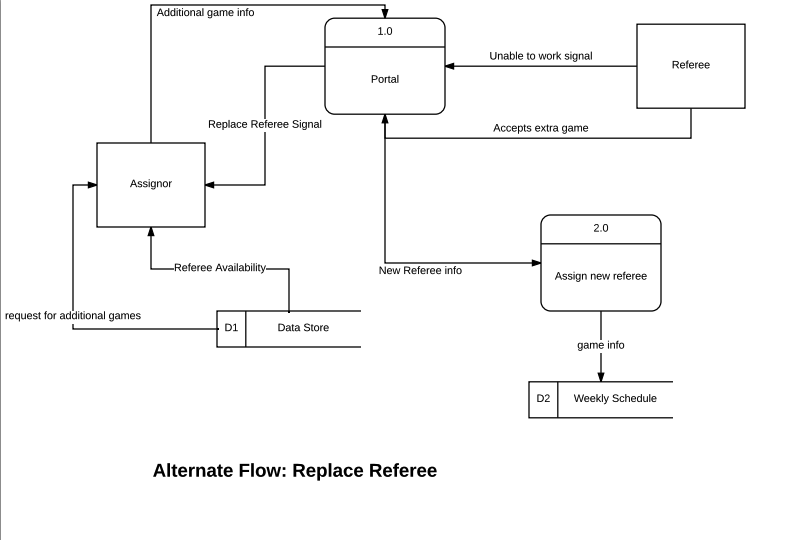 Additional game info
1.0
Portal
Unable to work signal
Referee
Replace Referee Signal
Accepts extra game
Assignor
2.0
Assign new referee
Referee Availability
New Referee info
request for additional games
D1
Data Store
game info
D2
Weekly Schedule
Alternate Flow: Replace Referee